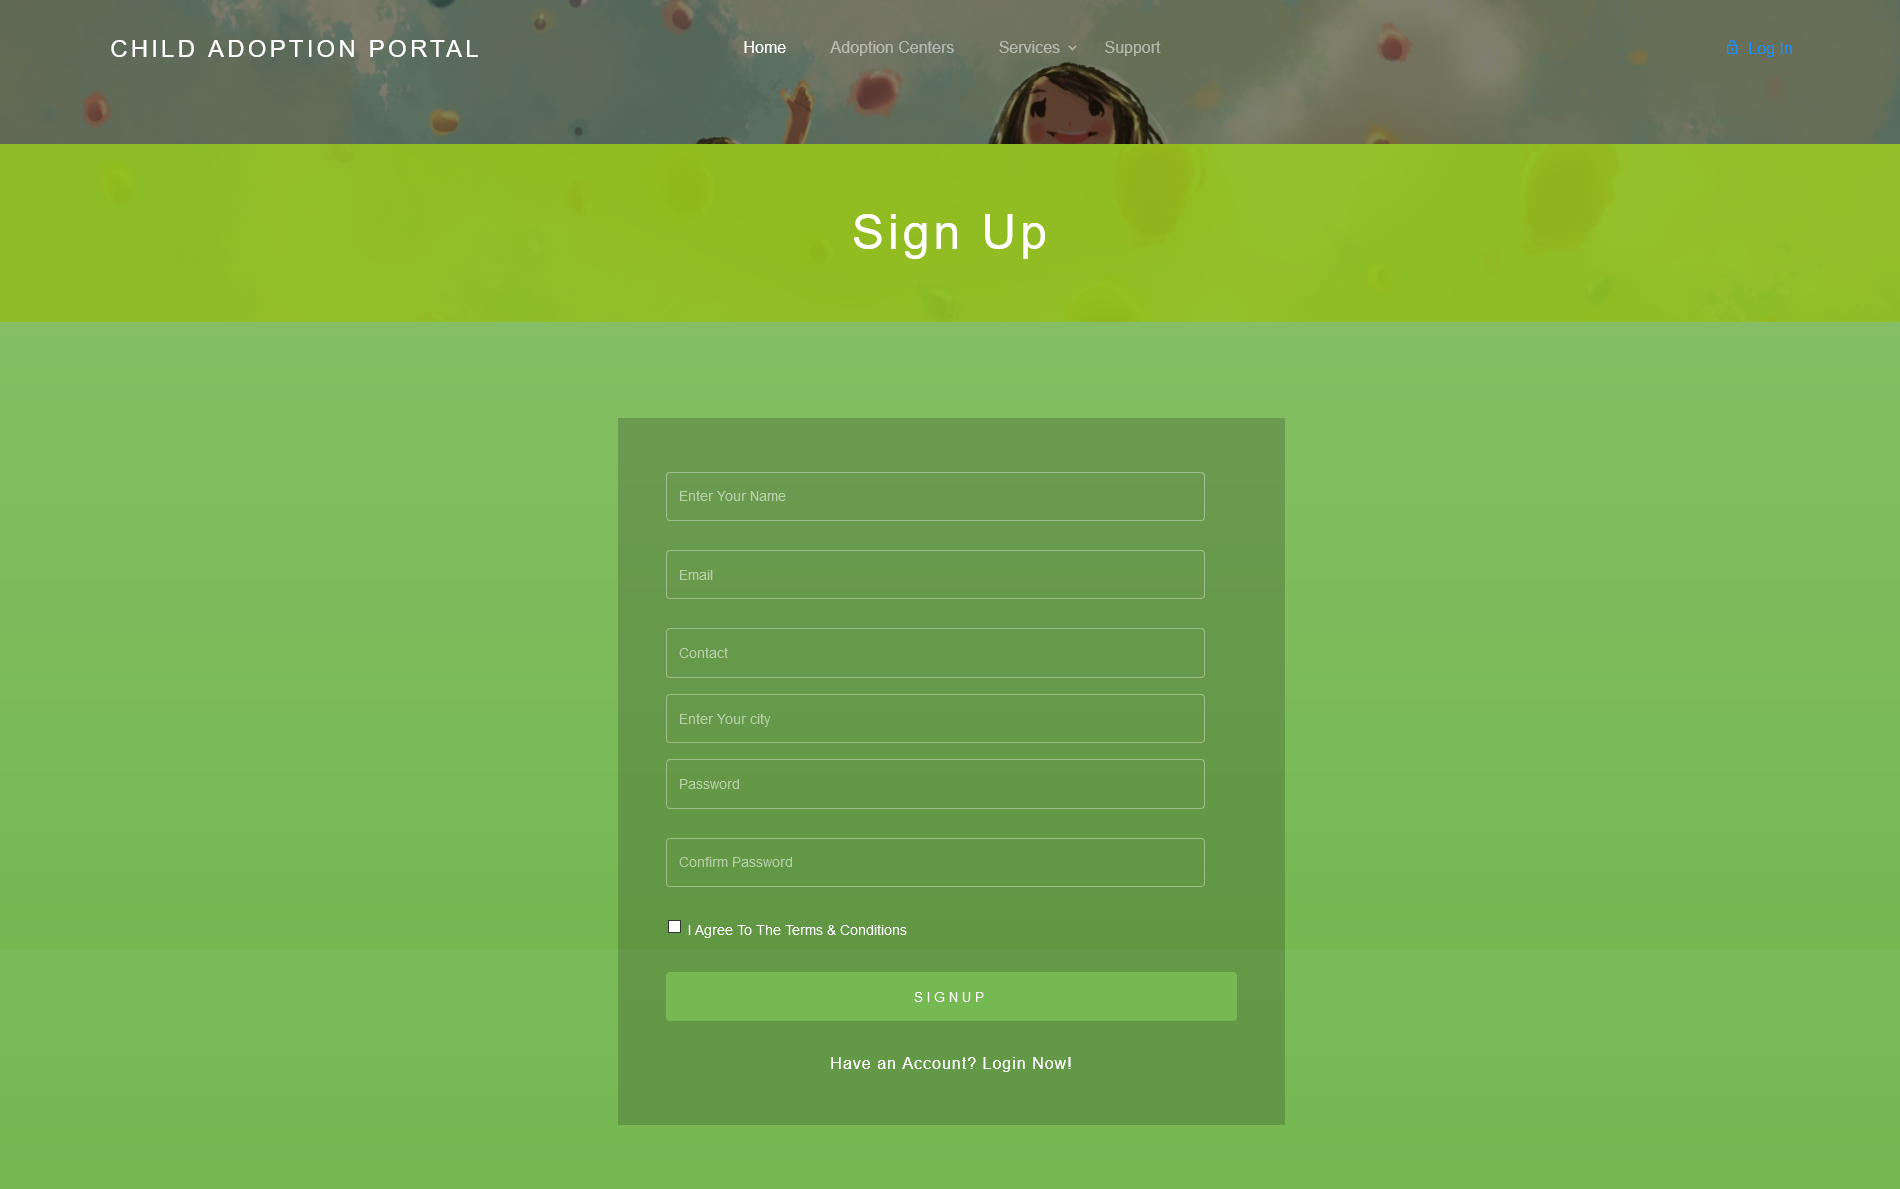 CHILD ADOPTION PORTAL
Home Adoption Centers Services Support
Log In
Sign Up
Enter Your Name
Email
Contact
Enter Your city
Password
Confirm Password
I Agree To The Terms & Conditions
SIGNUP
Have an Account? Login Now!